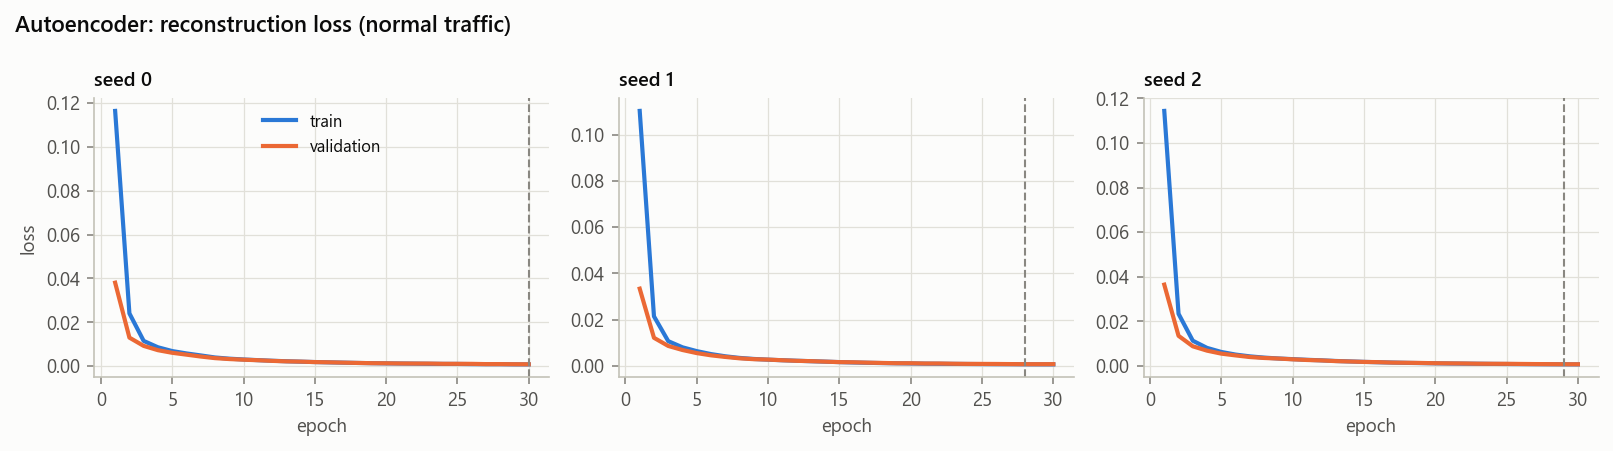 Autoencoder: reconstruction loss (normal traffic)
seed 0
0.12
0.10
0.08
0.06
0.04
0.02
0.00
loss
train
validation
0 5 10 15 20 25 30
epoch
seed 1
0.10
0.08
0.06
0.04
0.02
0.00
0 5 10 15 20 25 30
epoch
seed 2
0.12
0.10
0.08
0.06
0.04
0.02
0.00
0 5 10 15 20 25 30
epoch